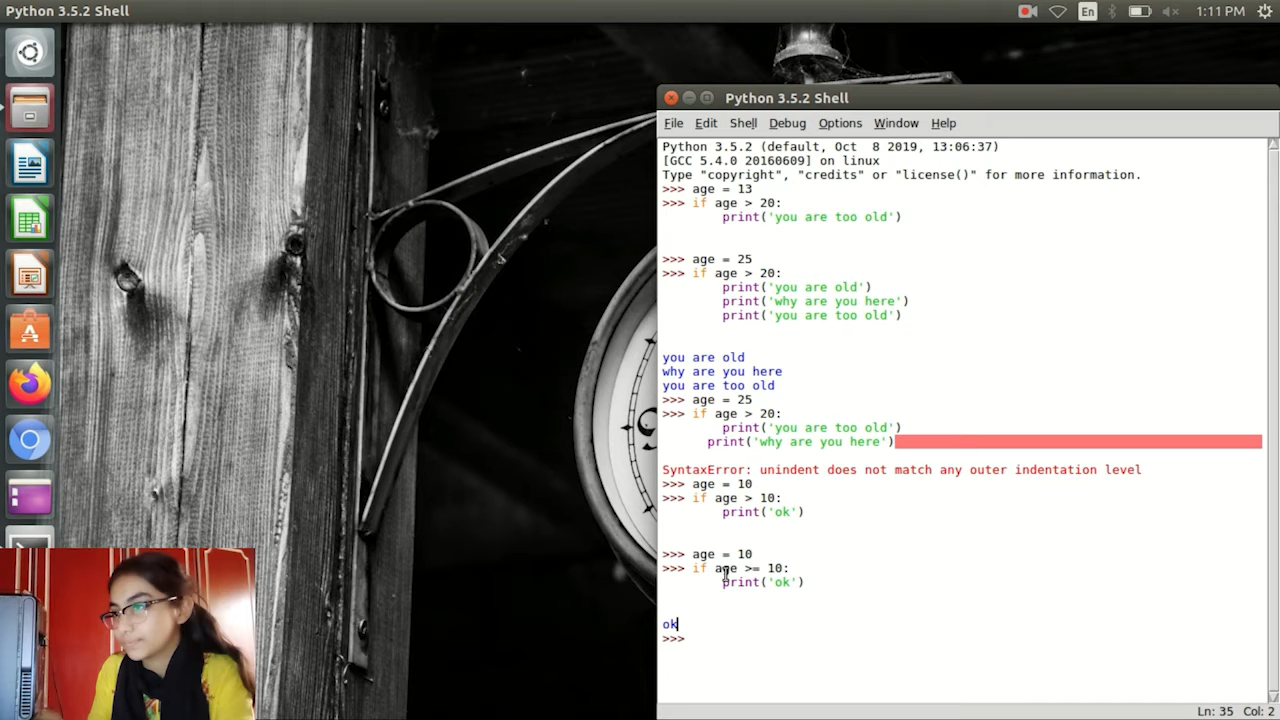 Python 3.5.2 Shell
En
1:11 PM
Python 3.5.2 Shell
File Edit Shell Debug Options Window Help
Python 3.5.2 (default, Oct  8 2019, 13:06:37)
[GCC 5.4.0 20160609] on linux
Type "copyright", "credits" or "license()" for more information.
>>> age = 13
>>> if age > 20:
        print('you are too old')
>>> age = 25
>>> if age > 20:
        print('you are old')
        print('why are you here')
        print('you are too old')
you are old
why are you here
you are too old
>>> age = 25
>>> if age > 20:
        print('you are too old')
      print('why are you here')
SyntaxError: unindent does not match any outer indentation level
>>> age = 10
>>> if age > 10:
        print('ok')
>>> age = 10
>>> if age >= 10:
        print('ok')
ok
>>>
Ln: 35 Col: 2